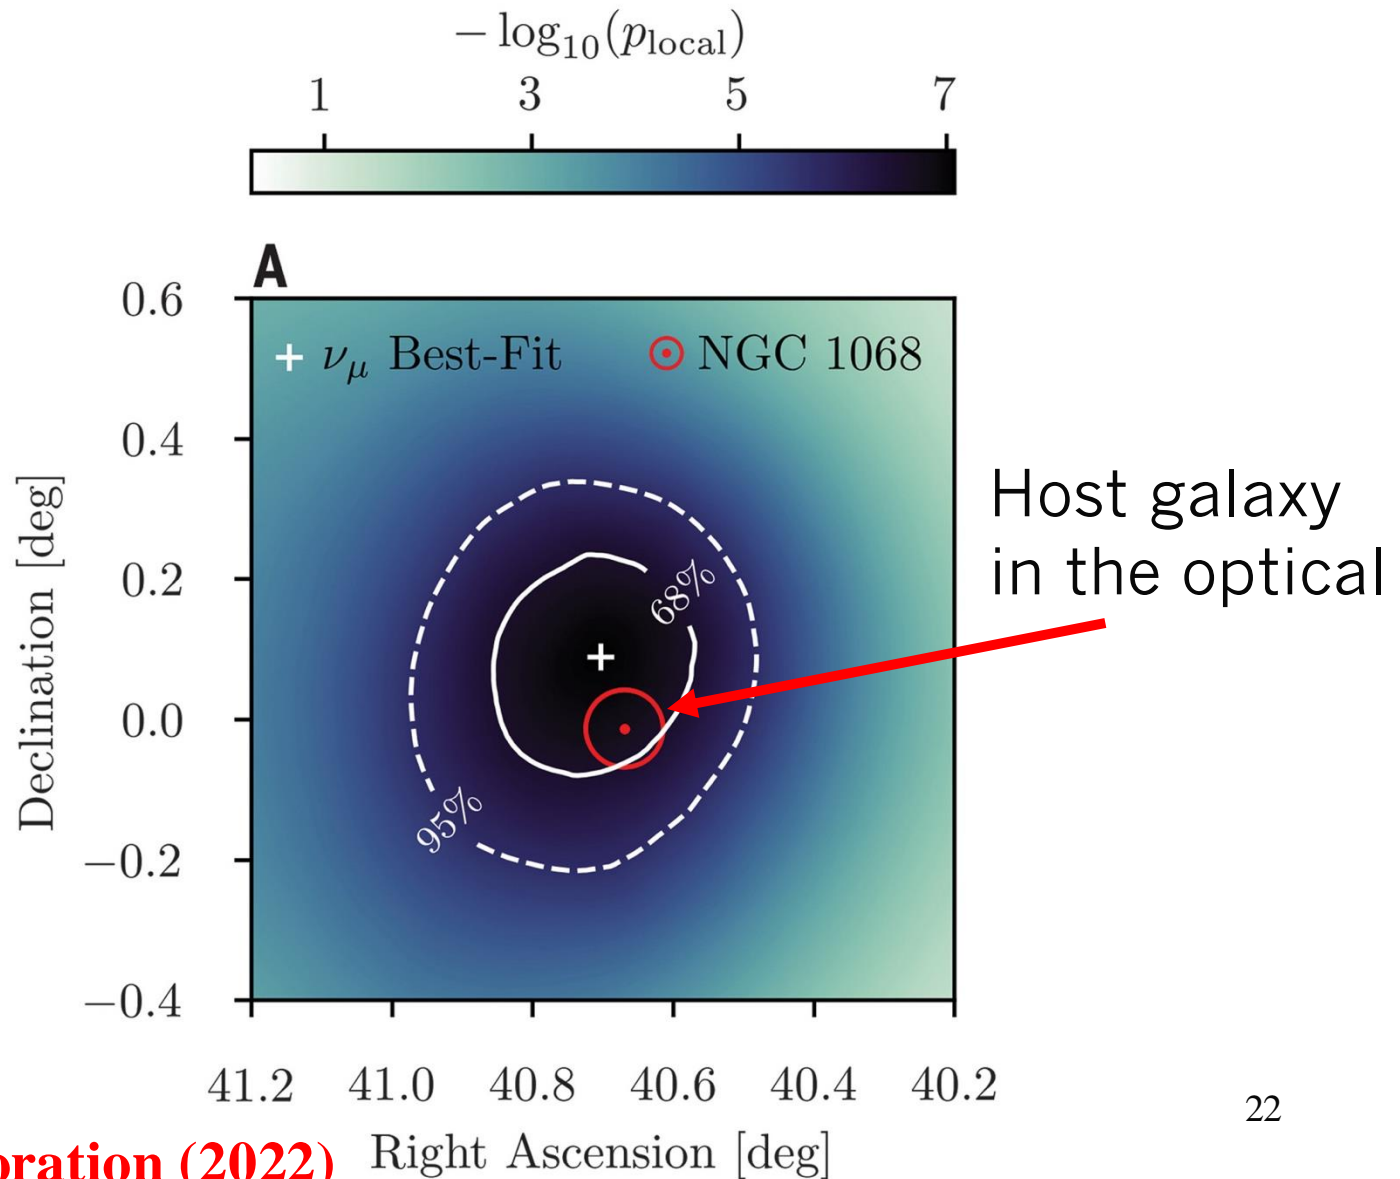 − log₁₀(p_local)
1 3 5 7
A
0.6
+ ν_μ Best-Fit ⊙ NGC 1068
0.4
Host galaxy
in the optical
0.2
68%
0.0
95%
−0.2
−0.4
Declination [deg]
41.2 41.0 40.8 40.6 40.4 40.2
22
oration (2022)
Right Ascension [deg]